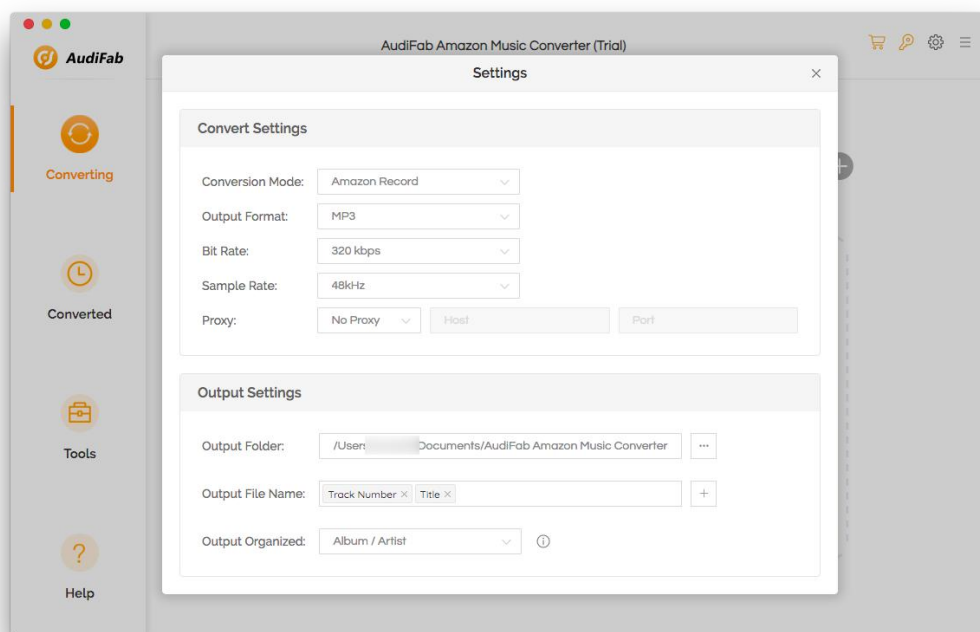 AudiFab Amazon Music Converter (Trial)
AudiFab
Converting
Converted
Tools
Help
Settings
Convert Settings
Conversion Mode: Amazon Record
Output Format: MP3
Bit Rate: 320 kbps
Sample Rate: 48kHz
Proxy: No Proxy Host Port
Output Settings
Output Folder: /Users Documents/AudiFab Amazon Music Converter ...
Output File Name: Track Number × Title × +
Output Organized: Album / Artist